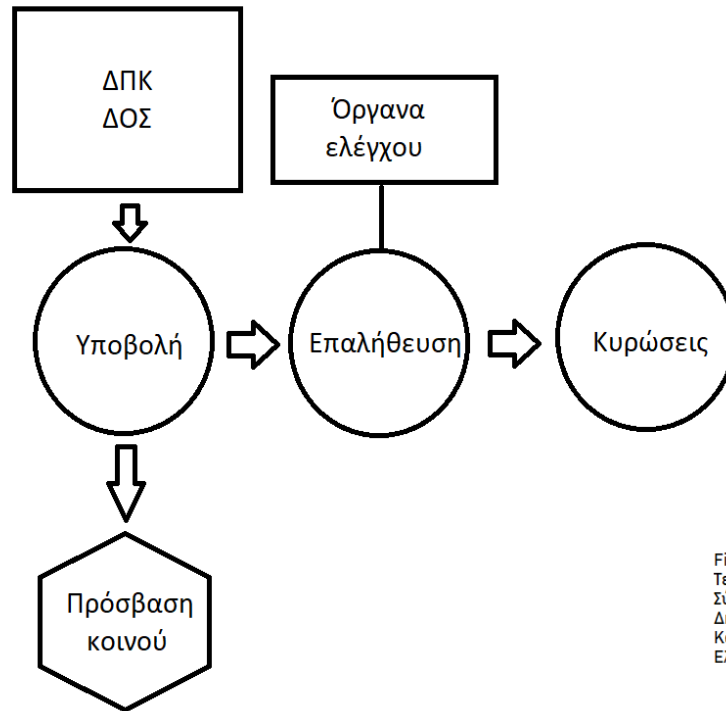 ΔΠΚ
ΔΟΣ
Όργανα
ελέγχου
Υποβολή
Επαλήθευση
Κυρώσεις
Πρόσβαση
κοινού